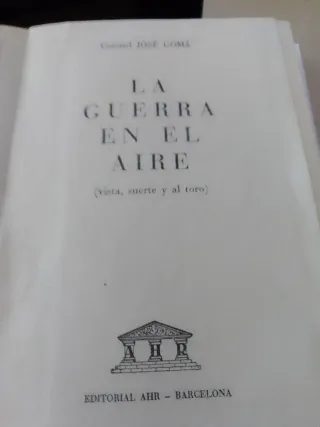 Coronel JOSÉ GOMÁ
LA
GUERRA
EN EL
AIRE
(vista, suerte y al toro)
AHR
EDITORIAL AHR – BARCELONA